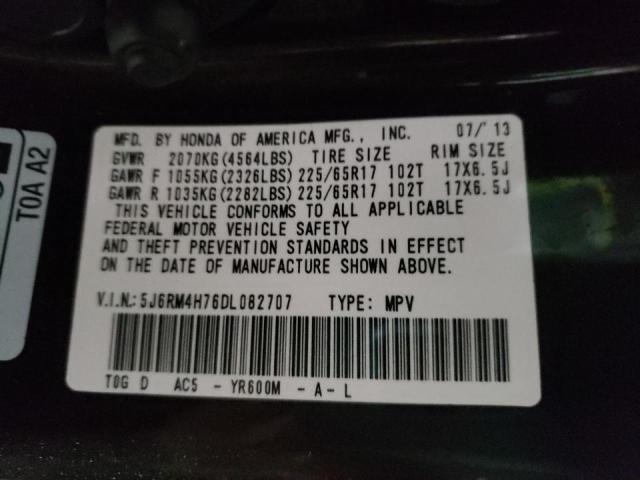 MFD. BY HONDA OF AMERICA MFG., INC. 07/'13
GVWR 2070KG(4564LBS) TIRE SIZE RIM SIZE
GAWR F 1055KG(2326LBS) 225/65R17 102T 17X6.5J
GAWR R 1035KG(2282LBS) 225/65R17 102T 17X6.5J
THIS VEHICLE CONFORMS TO ALL APPLICABLE
FEDERAL MOTOR VEHICLE SAFETY
AND THEFT PREVENTION STANDARDS IN EFFECT
ON THE DATE OF MANUFACTURE SHOWN ABOVE.
V.I.N.: 5J6RM4H76DL082707 TYPE: MPV
TOG D AC5 - YR600M - A - L
TOA A2